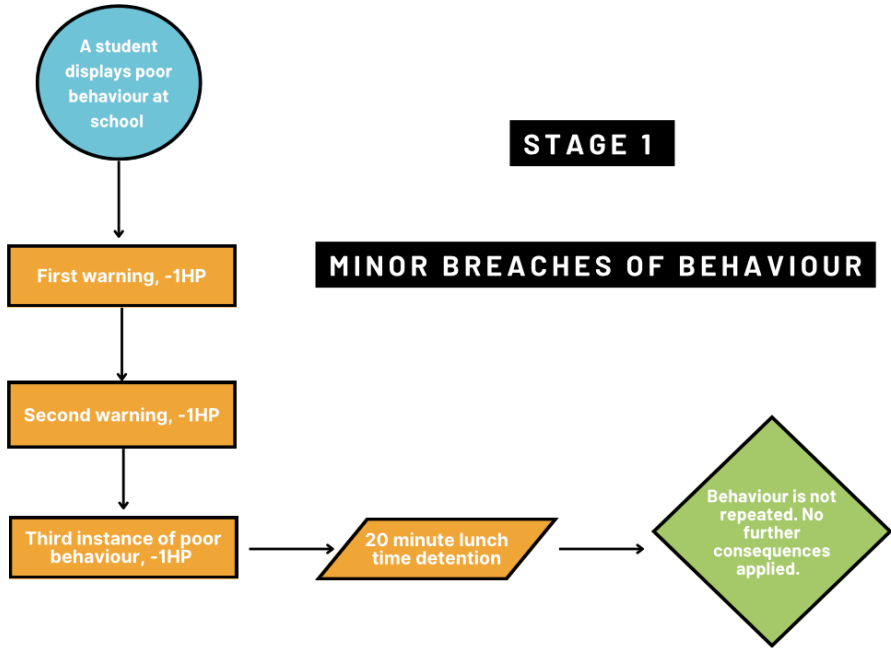 A student
displays poor
behaviour at
school
STAGE 1
First warning, -1HP
MINOR BREACHES OF BEHAVIOUR
Second warning, -1HP
Third instance of poor
behaviour, -1HP
20 minute lunch
time detention
Behaviour is not
repeated. No
further
consequences
applied.